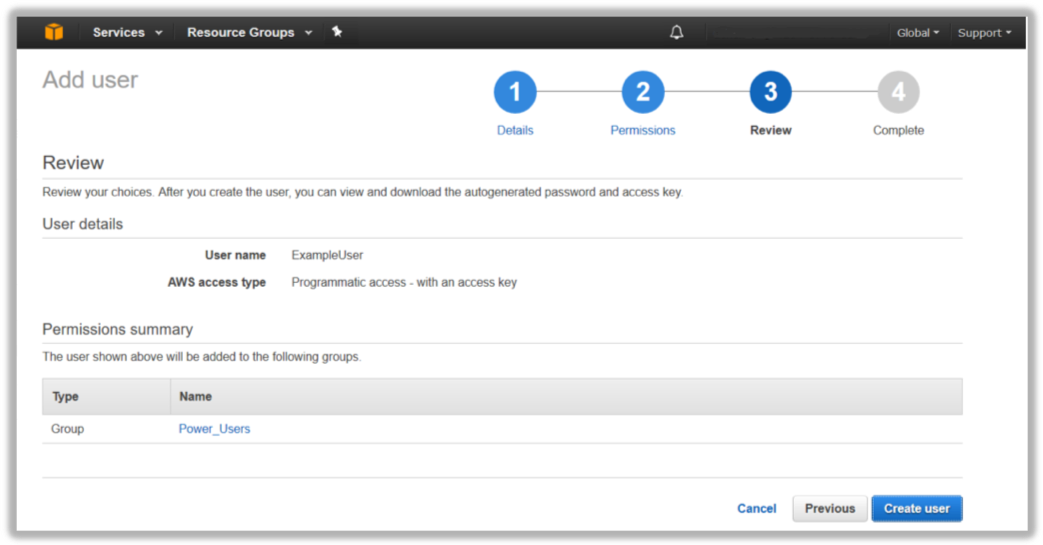 Services Resource Groups Global Support
Add user
1 2 3 4
Details Permissions Review Complete
Review
Review your choices. After you create the user, you can view and download the autogenerated password and access key.
User details
User name ExampleUser
AWS access type Programmatic access - with an access key
Permissions summary
The user shown above will be added to the following groups.
Type Name
Group Power_Users
Cancel Previous Create user